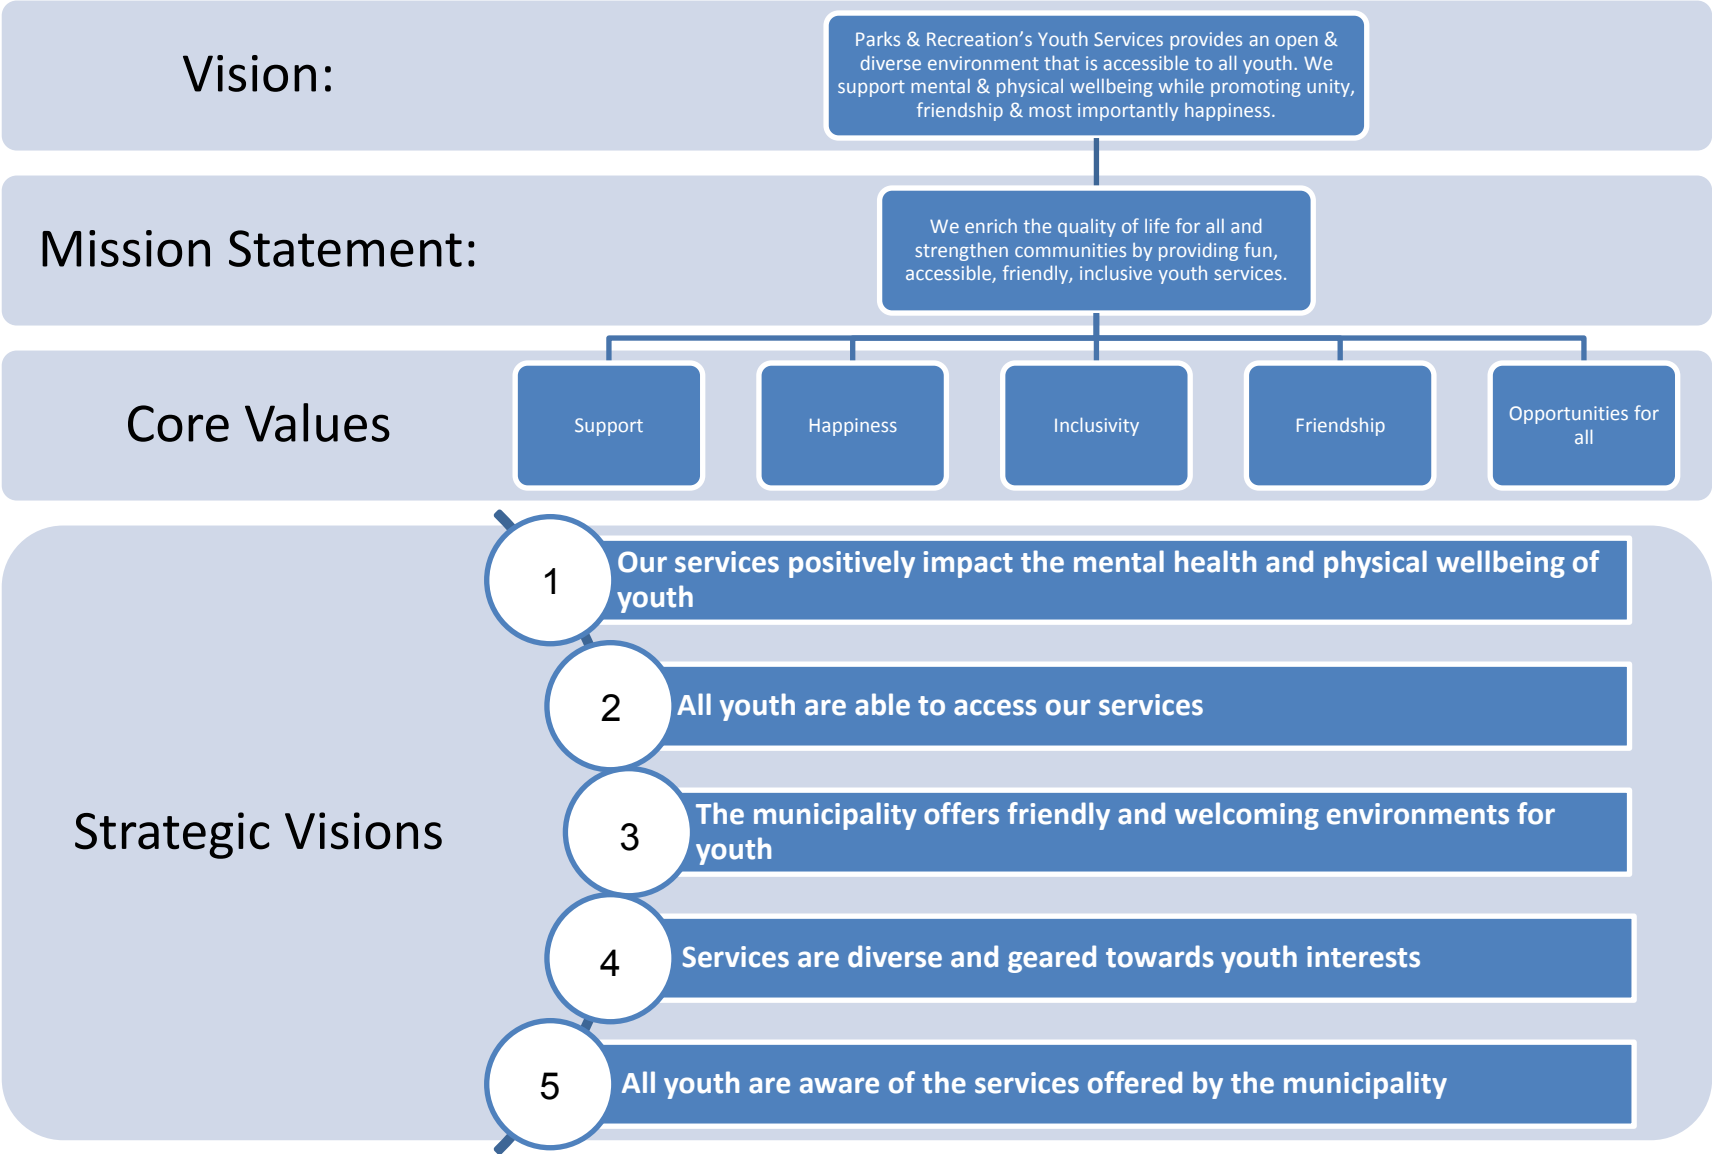 Vision:
Parks & Recreation’s Youth Services provides an open &
diverse environment that is accessible to all youth. We
support mental & physical wellbeing while promoting unity,
friendship & most importantly happiness.
Mission Statement:
We enrich the quality of life for all and
strengthen communities by providing fun,
accessible, friendly, inclusive youth services.
Core Values
Support
Happiness
Inclusivity
Friendship
Opportunities for
all
Strategic Visions
1
Our services positively impact the mental health and physical wellbeing of
youth
2
All youth are able to access our services
3
The municipality offers friendly and welcoming environments for
youth
4
Services are diverse and geared towards youth interests
5
All youth are aware of the services offered by the municipality